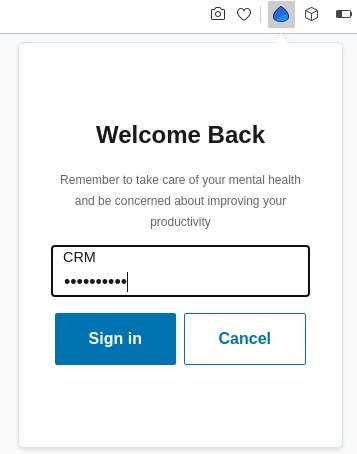 Welcome Back
Remember to take care of your mental health
and be concerned about improving your
productivity
CRM
••••••••••
Sign in
Cancel